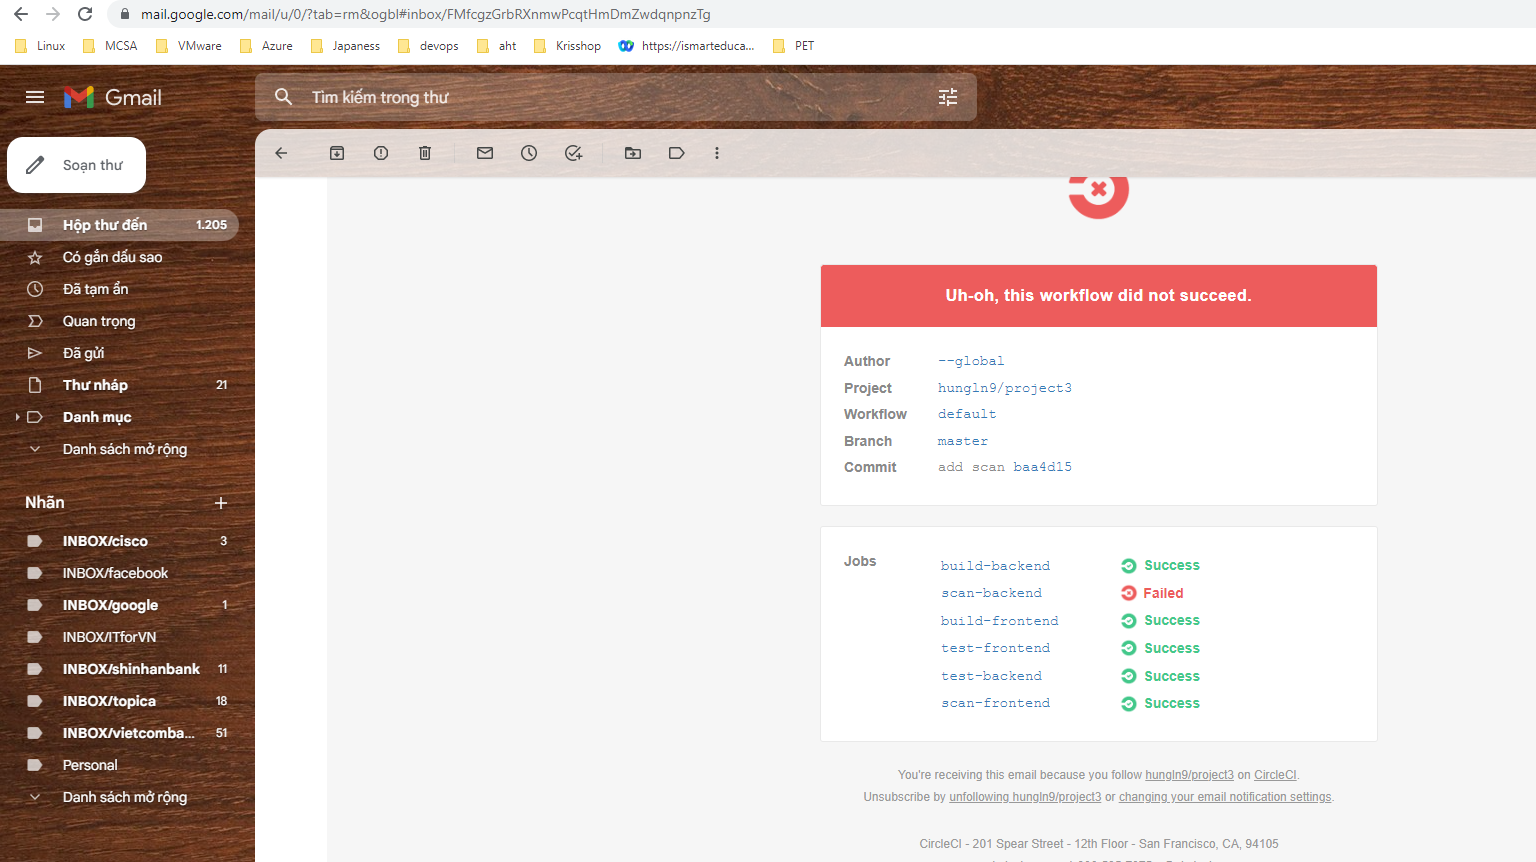 mail.google.com/mail/u/0/?tab=rm&ogbl#inbox/FMfcgzGrbRXnmwPcqtHmDmZwdqnpnzTg
Linux MCSA VMware Azure Japaness devops aht Krisshop https://ismarteduca... PET
Gmail
Tìm kiếm trong thư
Soạn thư
Hộp thư đến 1.205
Có gắn dấu sao
Đã tạm ẩn
Quan trọng
Đã gửi
Thư nháp 21
Danh mục
Danh sách mở rộng
Nhãn
INBOX/cisco 3
INBOX/facebook
INBOX/google 1
INBOX/ITforVN
INBOX/shinhanbank 11
INBOX/topica 18
INBOX/vietcomba... 51
Personal
Danh sách mở rộng
Uh-oh, this workflow did not succeed.
Author --global
Project hungln9/project3
Workflow default
Branch master
Commit add scan baa4d15
Jobs
build-backend Success
scan-backend Failed
build-frontend Success
test-frontend Success
test-backend Success
scan-frontend Success
You're receiving this email because you follow hungln9/project3 on CircleCI.
Unsubscribe by unfollowing hungln9/project3 or changing your email notification settings.
CircleCI - 201 Spear Street - 12th Floor - San Francisco, CA, 94105